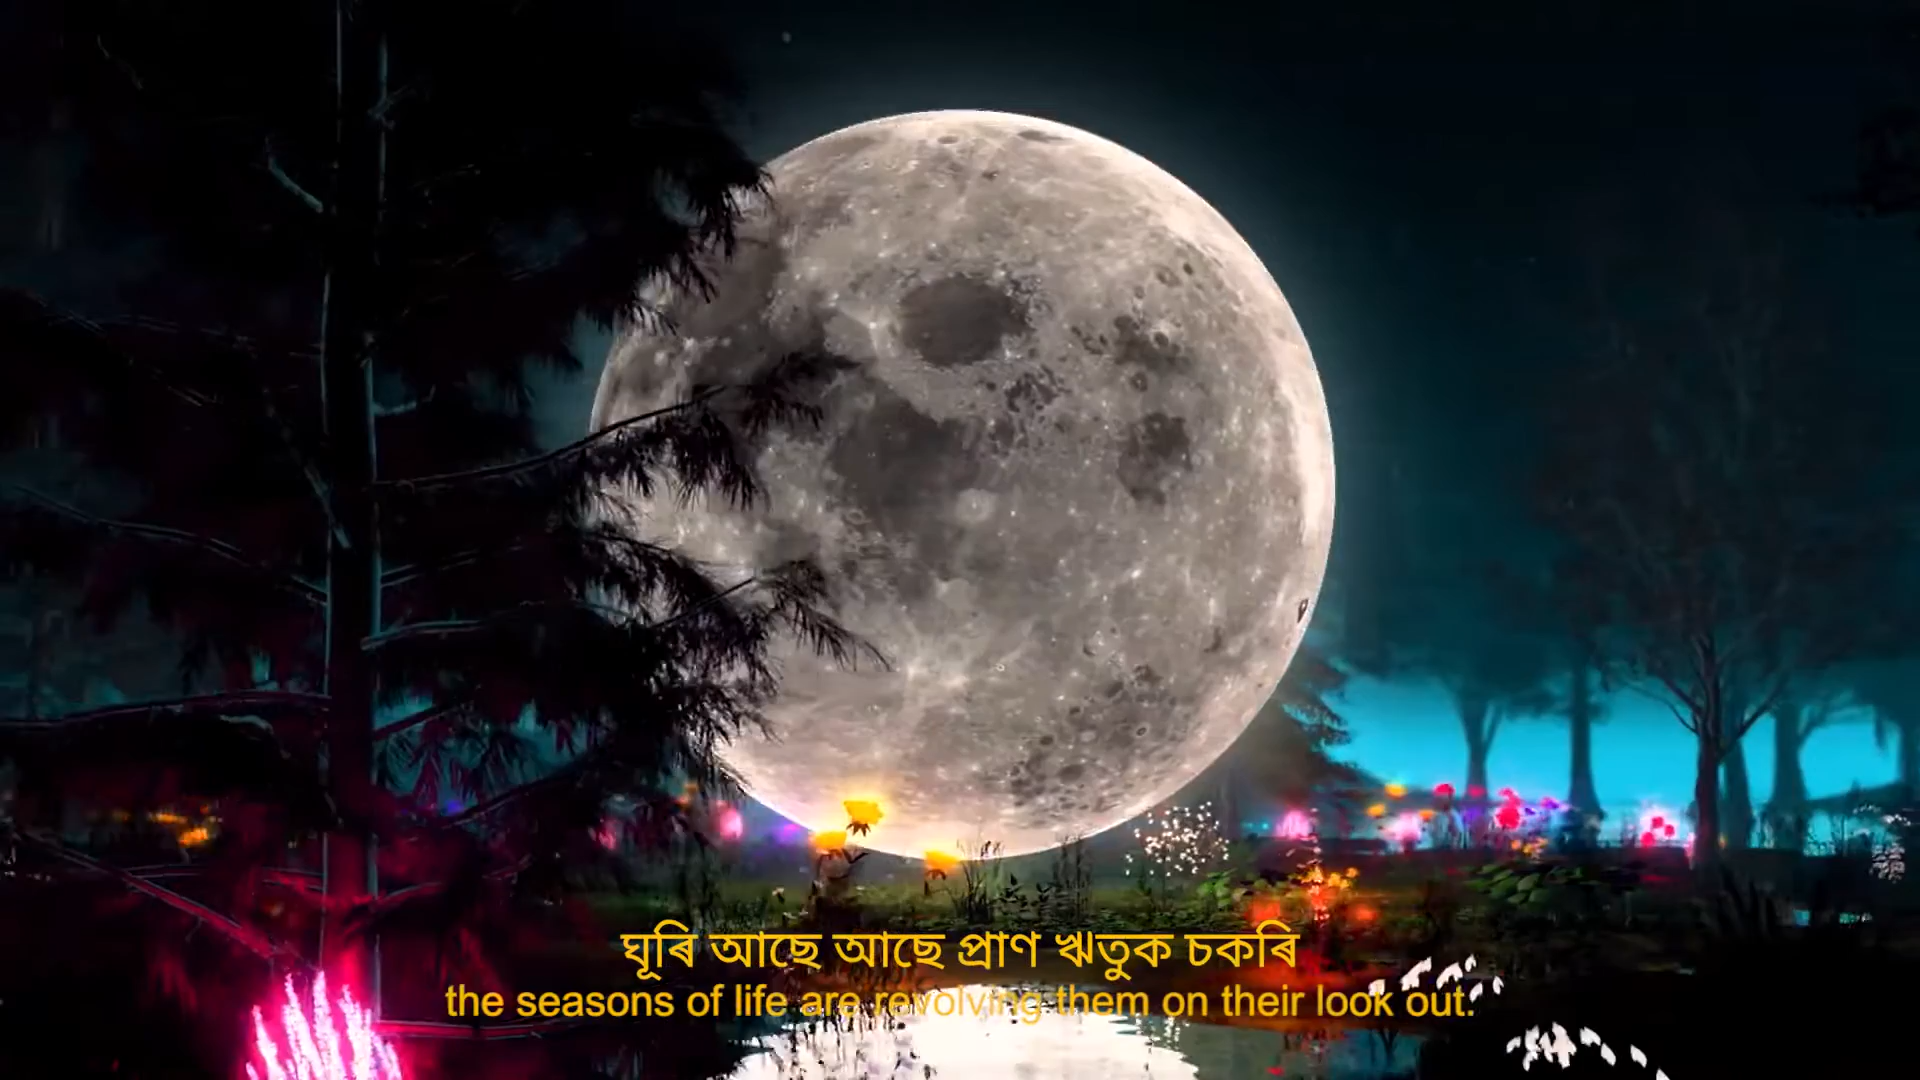 ঘূৰি আছে আছে প্ৰাণ ঋতুক চকৰি
the seasons of life are revolving them on their look out.